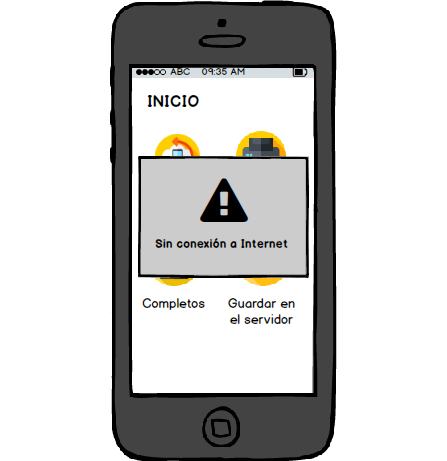 ABC 09:35 AM
INICIO
Sin conexión a Internet
Completos
Guardar en
el servidor